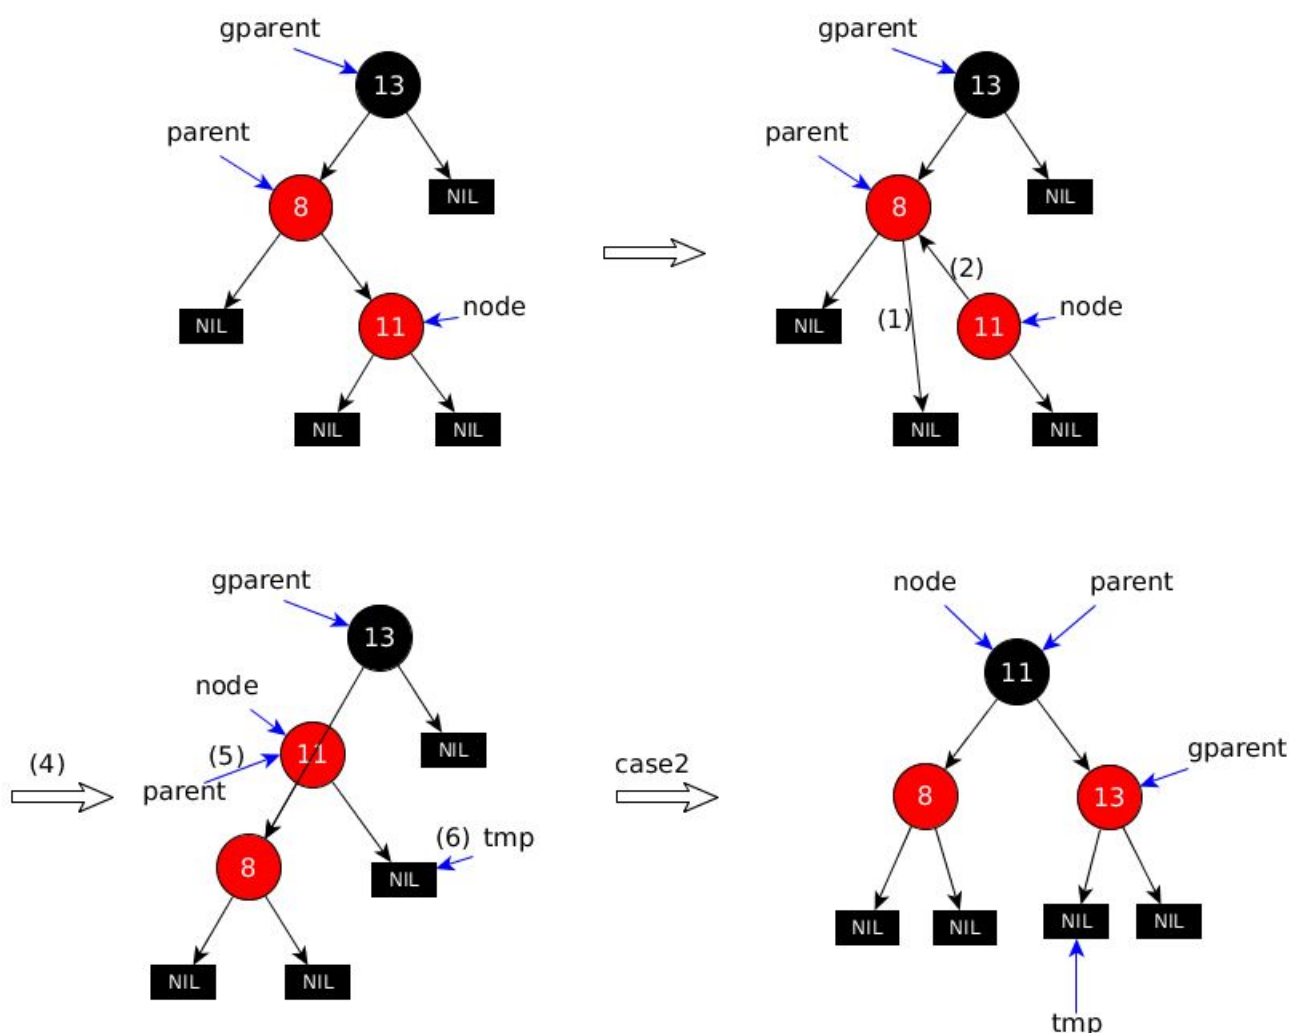 gparent
13
parent
8
NIL
node
NIL
11
NIL
NIL
gparent
13
parent
8
NIL
(2)
node
NIL
(1)
11
NIL
NIL
(4)
gparent
13
node
(5)
11
NIL
parent
(6) tmp
8
NIL
NIL
NIL
case2
node
parent
11
gparent
8
13
NIL
NIL
NIL
NIL
tmp